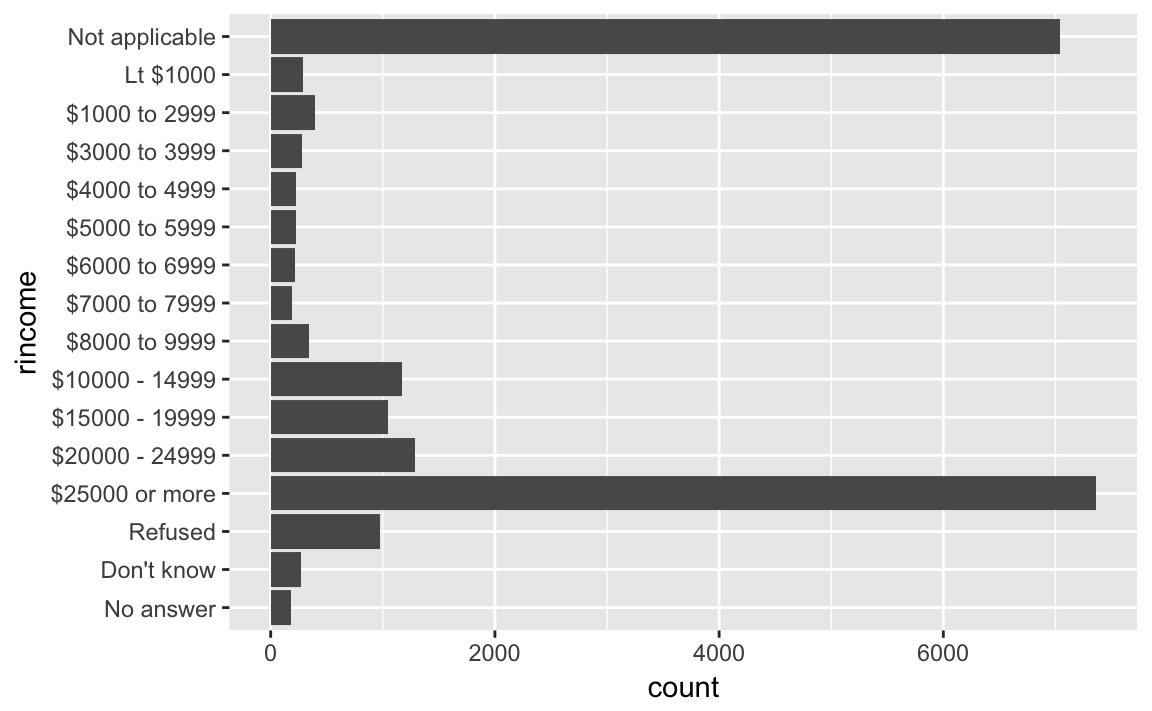 Not applicable
Lt $1000
$1000 to 2999
$3000 to 3999
$4000 to 4999
$5000 to 5999
$6000 to 6999
$7000 to 7999
$8000 to 9999
$10000 - 14999
$15000 - 19999
$20000 - 24999
$25000 or more
Refused
Don't know
No answer
rincome
0 2000 4000 6000
count